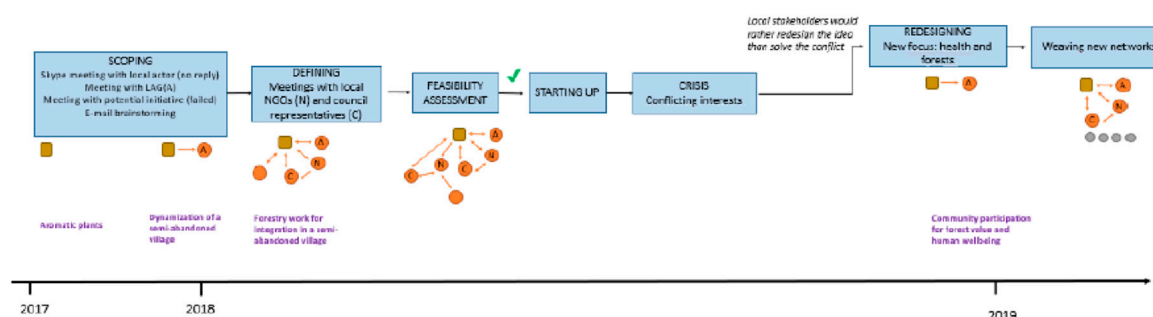 Local stakeholders would
rather redesign the idea
than solve the conflict
SCOPING
Skype meeting with local actor (no reply)
Meeting with LAG(A)
Meeting with potential initiative (failed)
E-mail brainstorming
DEFINING
Meetings with local
NGOs (N) and council
representatives (C)
FEASIBILITY
ASSESSMENT
STARTING UP
CRISIS
Conflicting interests
REDESIGNING
New focus: health and
forests
Weaving new networks
A
A
N
C
A
N
N
C
C
A
A
N
C
Aromatic plants
Dynamization of a
semi-abandoned
village
Forestry work for
integration in a semi-
abandoned village
Community participation
for forest value and
human wellbeing
2017
2018
2019